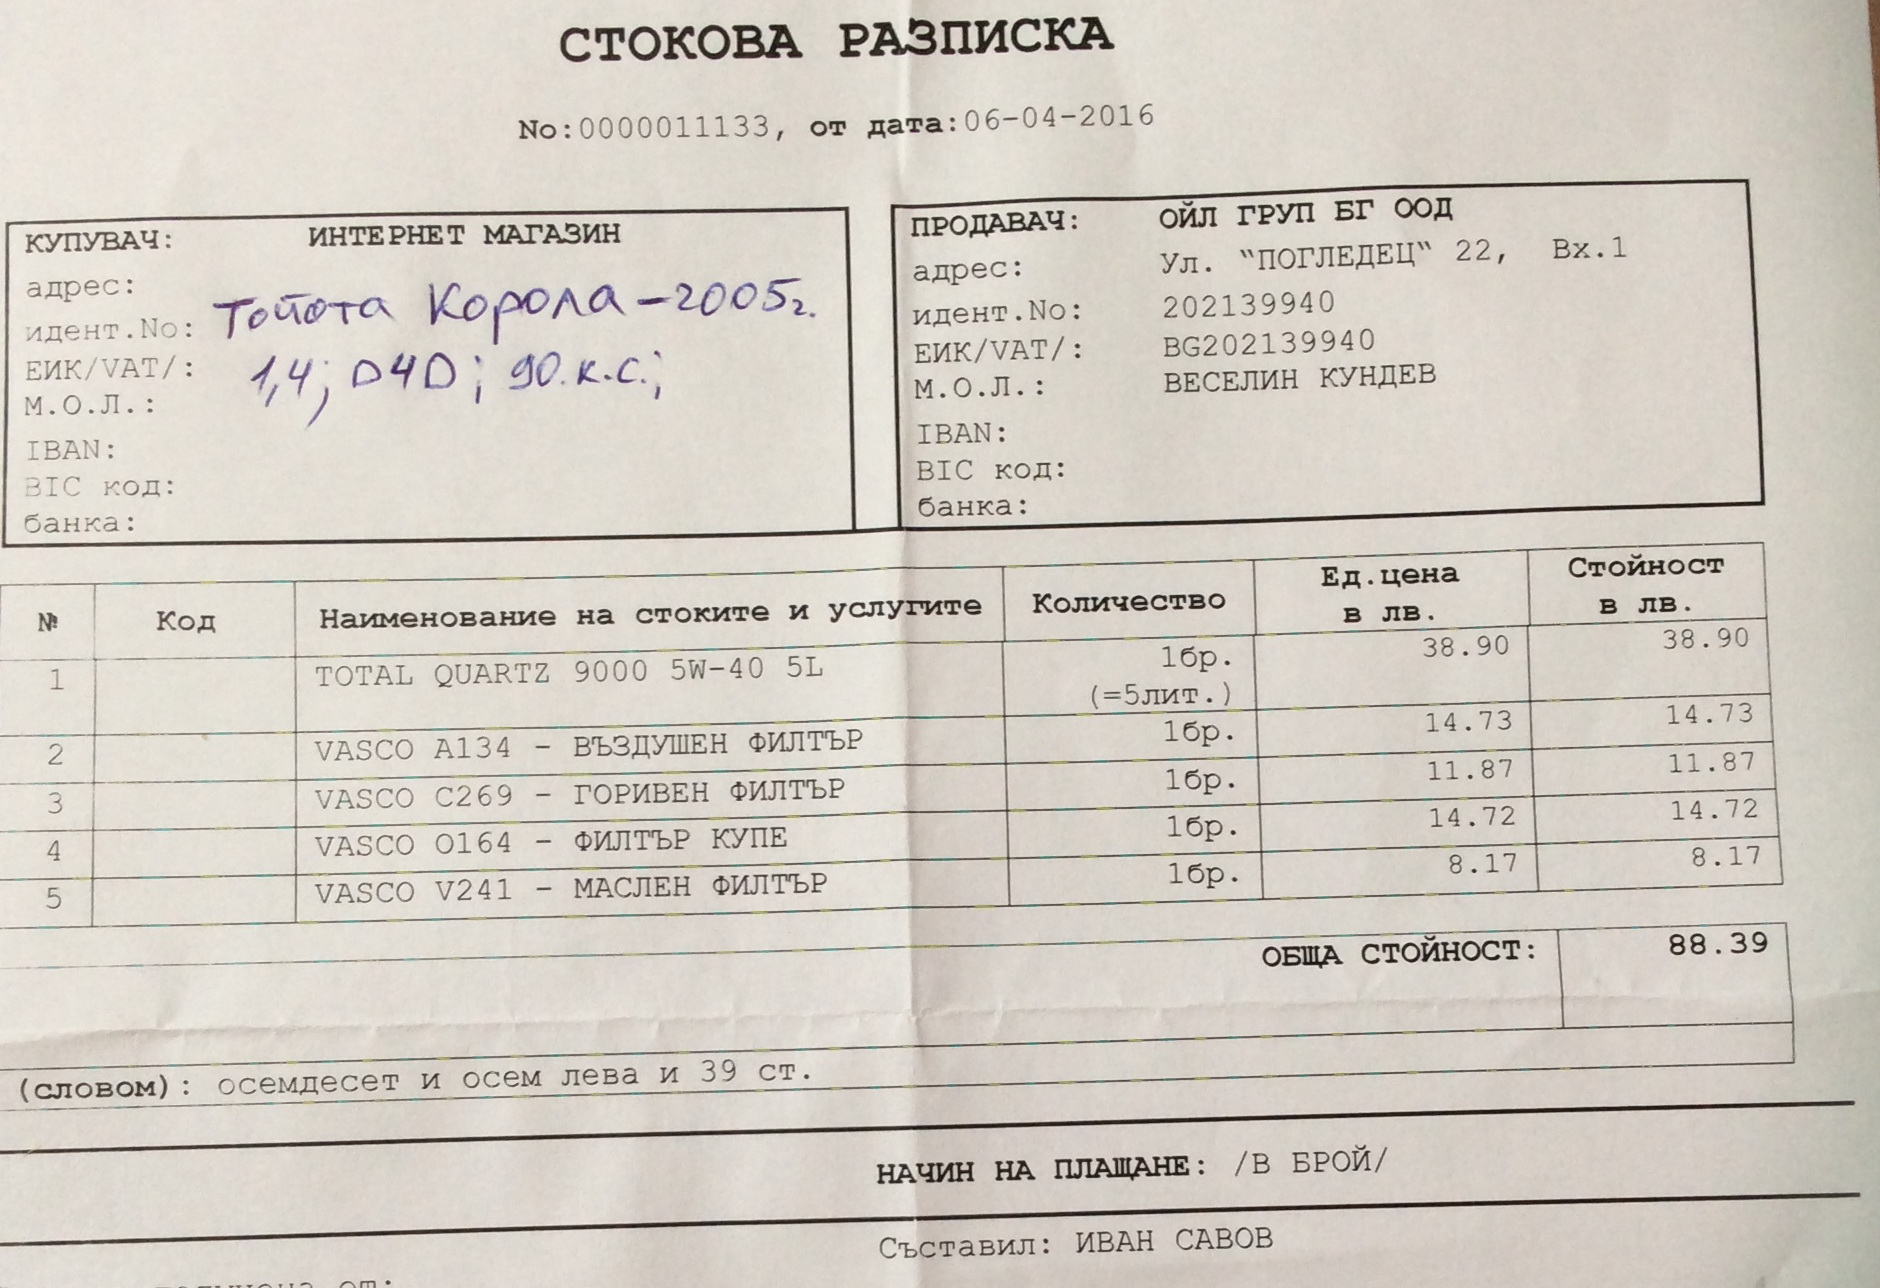 СТОКОВА РАЗПИСКА
No:0000011133, от дата:06-04-2016
КУПУВАЧ: ИНТЕРНЕТ МАГАЗИН
адрес:
идент.No:
ЕИК/VAT/:
М.О.Л.:
IBAN:
BIC код:
банка:
Тойота Корола-2005г.
1,4; D4D; 90.к.с.;
ПРОДАВАЧ: ОЙЛ ГРУП БГ ООД
адрес: Ул. "ПОГЛЕДЕЦ" 22, Вх.1
идент.No: 202139940
ЕИК/VAT/: BG202139940
М.О.Л.: ВЕСЕЛИН КУНДЕВ
IBAN:
BIC код:
банка:
№ Код Наименование на стоките и услугите Количество Ед.цена в лв. Стойност в лв.
1 TOTAL QUARTZ 9000 5W-40 5L 1бр. 38.90 38.90
(=5лит.)
2 VASCO A134 - ВЪЗДУШЕН ФИЛТЪР 1бр. 14.73 14.73
3 VASCO C269 - ГОРИВЕН ФИЛТЪР 1бр. 11.87 11.87
4 VASCO O164 - ФИЛТЪР КУПЕ 1бр. 14.72 14.72
5 VASCO V241 - МАСЛЕН ФИЛТЪР 1бр. 8.17 8.17
ОБЩА СТОЙНОСТ: 88.39
(словом): осемдесет и осем лева и 39 ст.
НАЧИН НА ПЛАЩАНЕ: /В БРОЙ/
Съставил: ИВАН САВОВ
от: